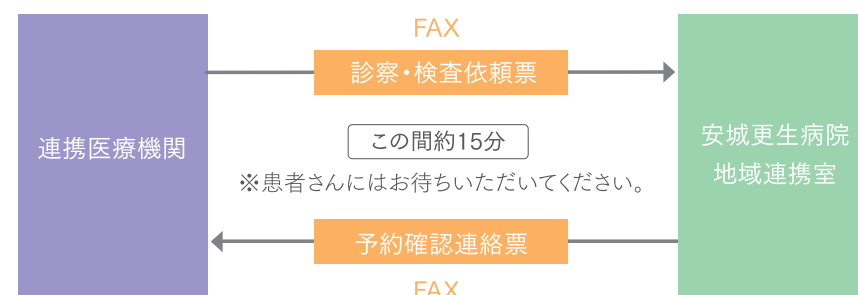 FAX
診察・検査依頼票
連携医療機関
この間約15分
※患者さんにはお待ちいただいてください。
安城更生病院
地域連携室
予約確認連絡票
FAX